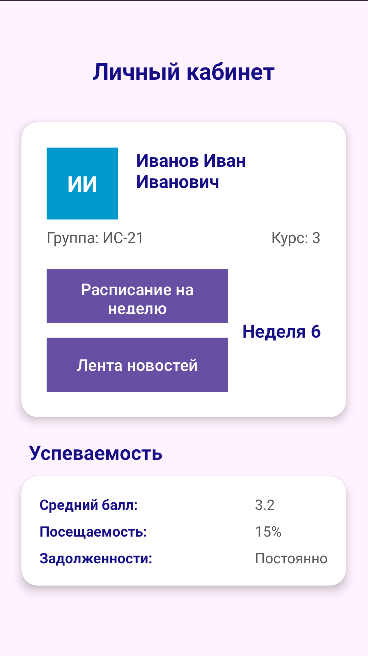 Личный кабинет
ИИ
Иванов Иван
Иванович
Группа: ИС-21
Курс: 3
Расписание на
неделю
Неделя 6
Лента новостей
Успеваемость
Средний балл: 3.2
Посещаемость: 15%
Задолженности: Постоянно